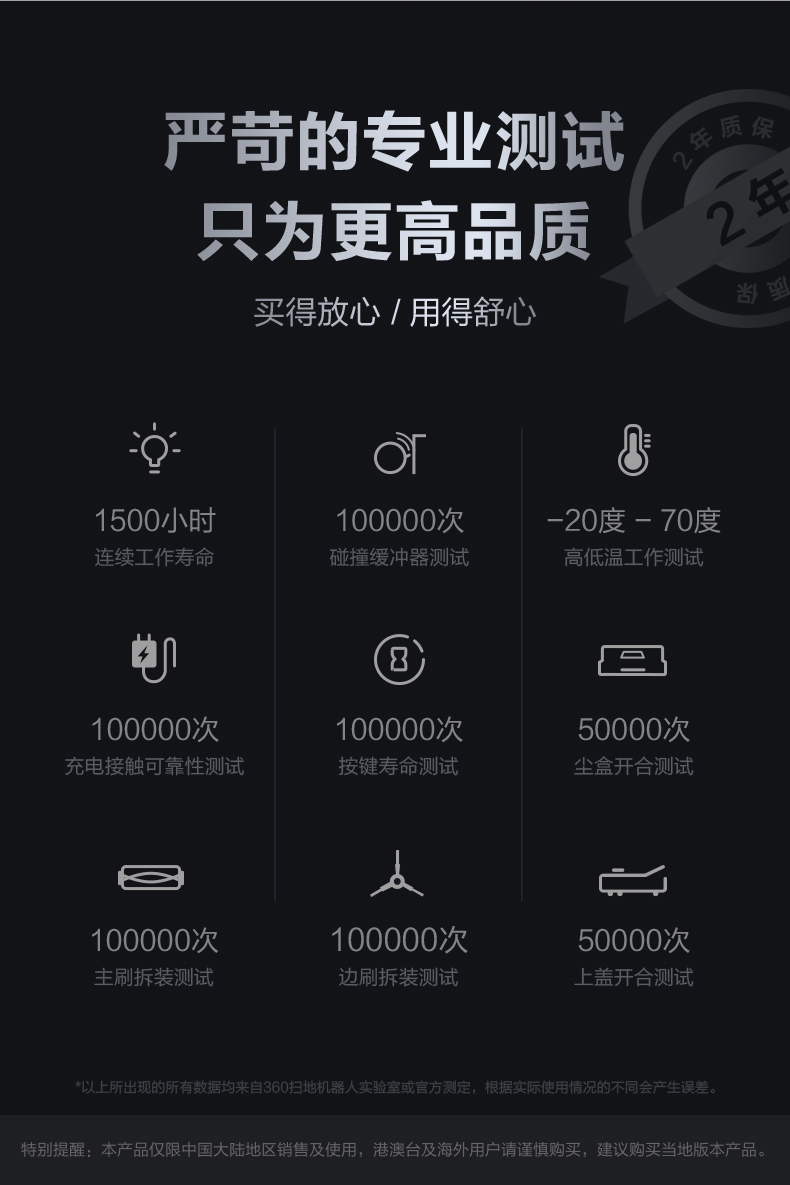 严苛的专业测试
只为更高品质
买得放心 / 用得舒心
2年质保
2年
质保
1500小时
连续工作寿命
100000次
碰撞缓冲器测试
-20度 - 70度
高低温工作测试
100000次
充电接触可靠性测试
100000次
按键寿命测试
50000次
尘盒开合测试
100000次
主刷拆装测试
100000次
边刷拆装测试
50000次
上盖开合测试
*以上所出现的所有数据均来自360扫地机器人实验室或官方测定，根据实际使用情况的不同会产生误差。
特别提醒：本产品仅限中国大陆地区销售及使用，港澳台及海外用户请谨慎购买，建议购买当地版本产品。